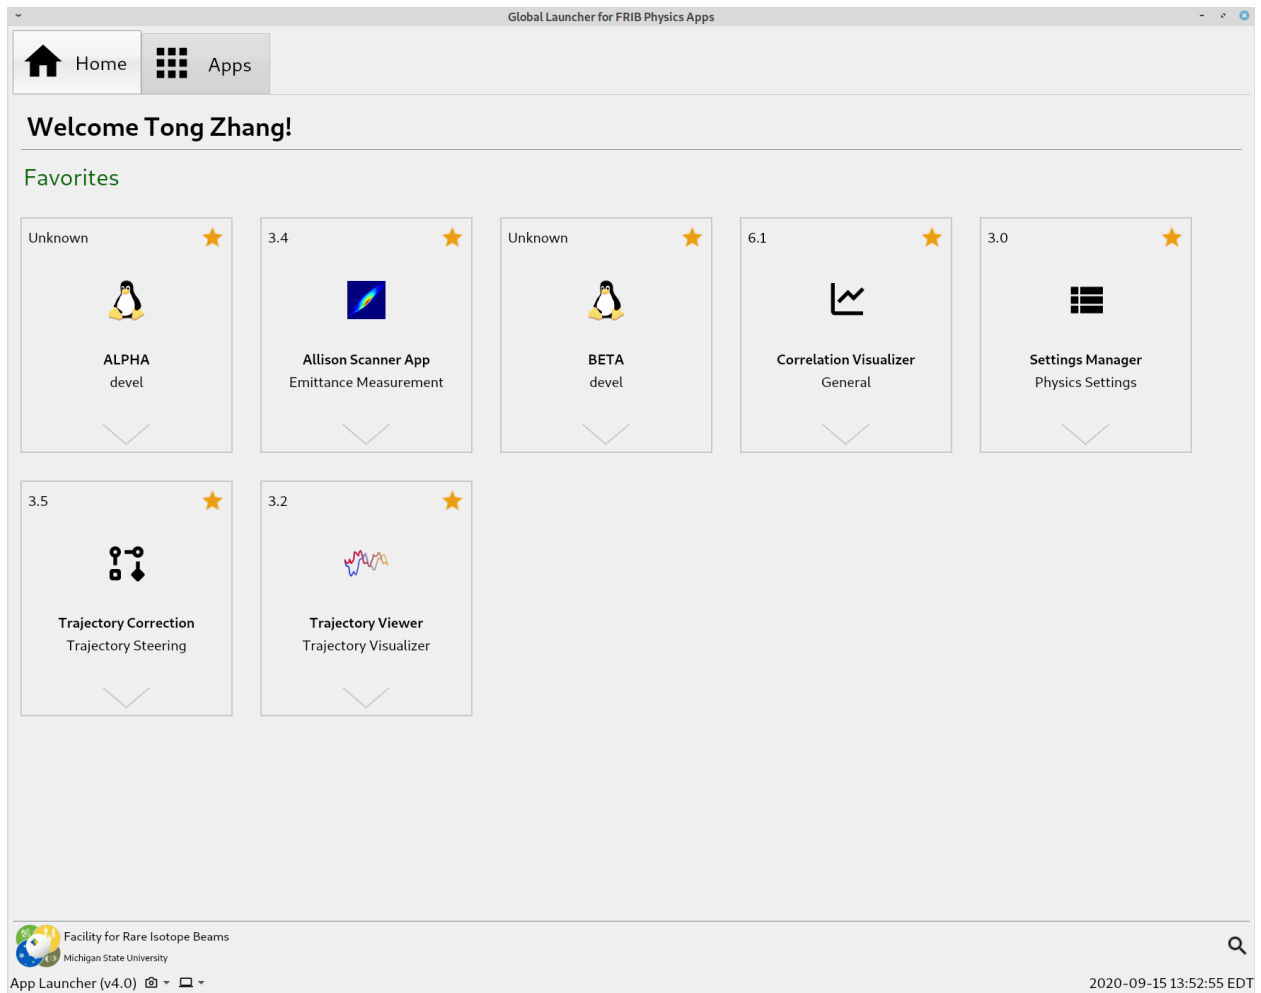 Global Launcher for FRIB Physics Apps
Home
Apps
Welcome Tong Zhang!
Favorites
Unknown
3.4
Unknown
6.1
3.0
ALPHA
devel
Allison Scanner App
Emittance Measurement
BETA
devel
Correlation Visualizer
General
Settings Manager
Physics Settings
3.5
3.2
Trajectory Correction
Trajectory Steering
Trajectory Viewer
Trajectory Visualizer
Facility for Rare Isotope Beams
Michigan State University
App Launcher (v4.0)
2020-09-15 13:52:55 EDT